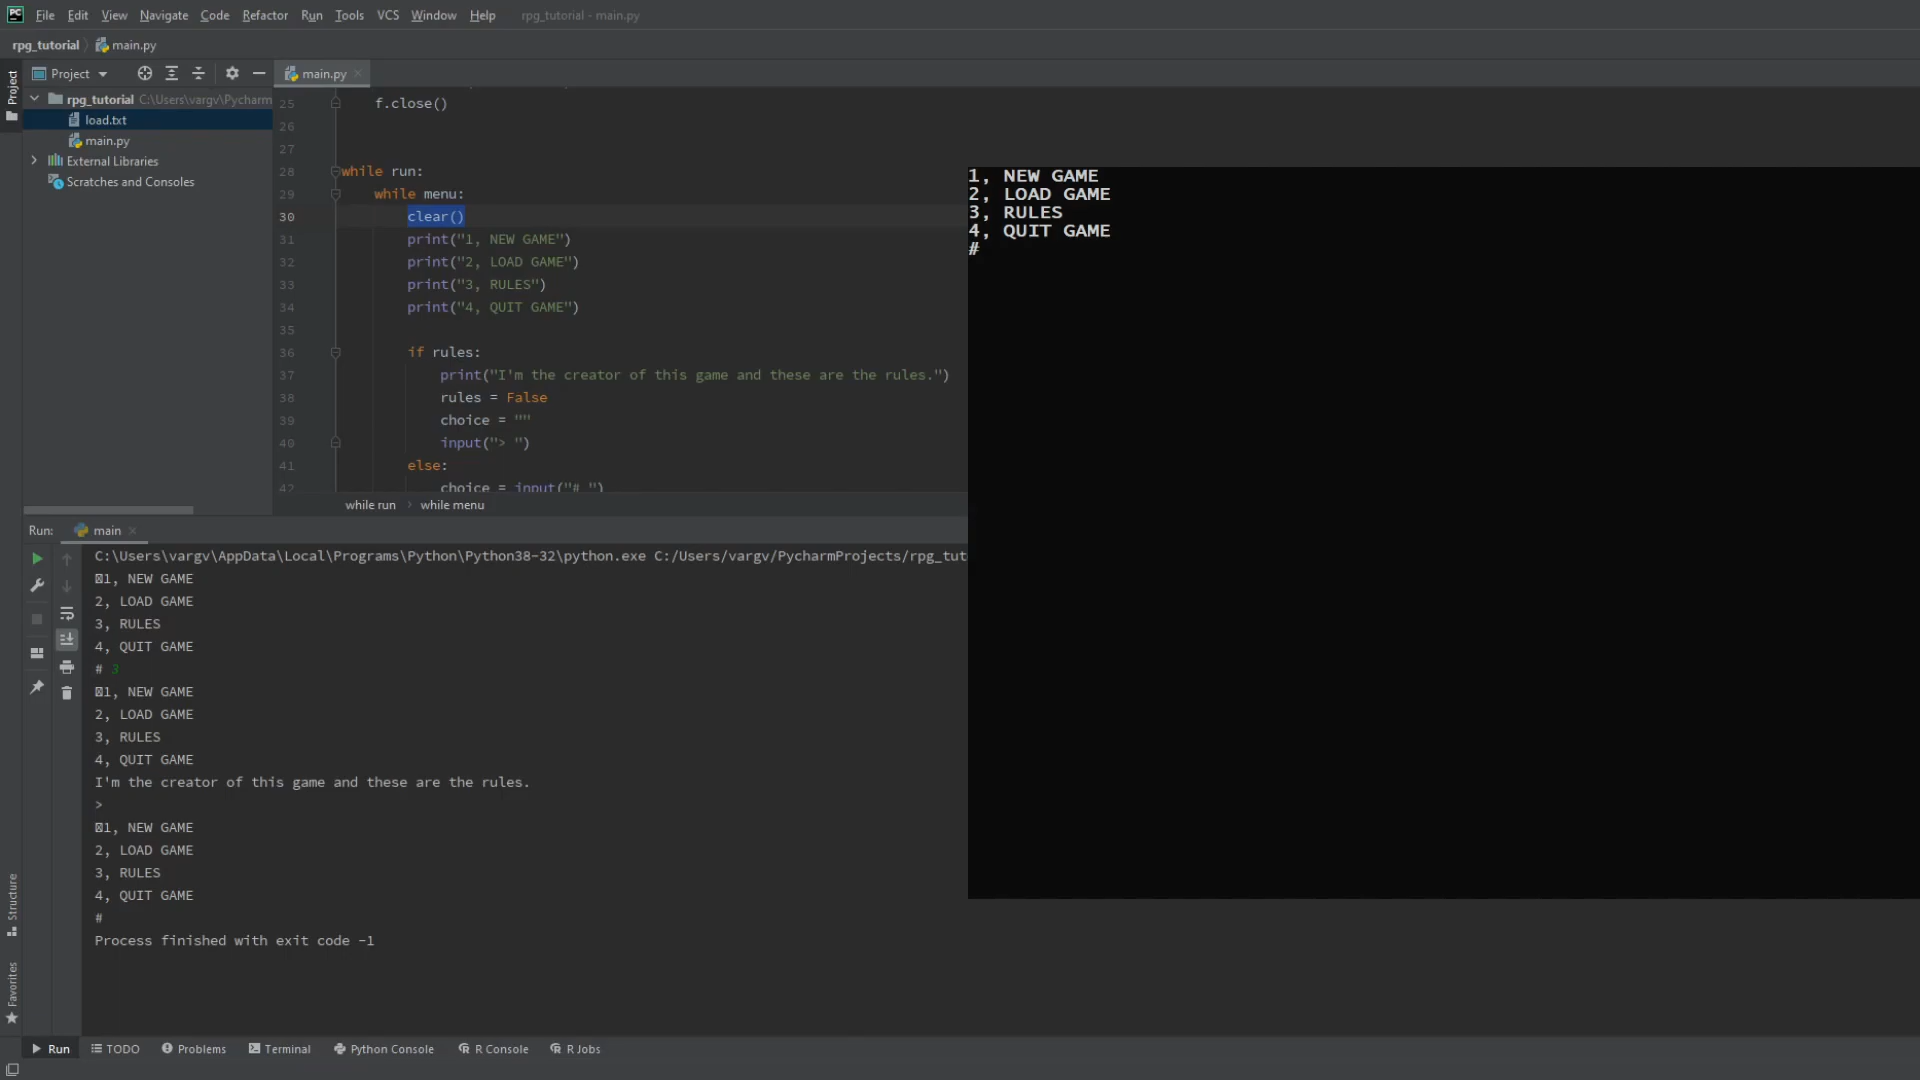 File Edit View Navigate Code Refactor Run Tools VCS Window Help rpg_tutorial - main.py
rpg_tutorial main.py
Project
Project
main.py
rpg_tutorial C:\Users\vargv\Pycharm
load.txt
main.py
External Libraries
Scratches and Consoles
25 f.close()
26
27
28 while run:
29 while menu:
30 clear()
31 print("1, NEW GAME")
32 print("2, LOAD GAME")
33 print("3, RULES")
34 print("4, QUIT GAME")
35
36 if rules:
37 print("I'm the creator of this game and these are the rules.")
38 rules = False
39 choice = ""
40 input("> ")
41 else:
42 choice = input("# ")
while run while menu
1, NEW GAME
2, LOAD GAME
3, RULES
4, QUIT GAME
#
Run: main
C:\Users\vargv\AppData\Local\Programs\Python\Python38-32\python.exe C:/Users/vargv/PycharmProjects/rpg_tut
1, NEW GAME
2, LOAD GAME
3, RULES
4, QUIT GAME
# 3
1, NEW GAME
2, LOAD GAME
3, RULES
4, QUIT GAME
I'm the creator of this game and these are the rules.
>
1, NEW GAME
2, LOAD GAME
3, RULES
4, QUIT GAME
#
Process finished with exit code -1
Structure
Favorites
Run TODO Problems Terminal Python Console R Console R Jobs